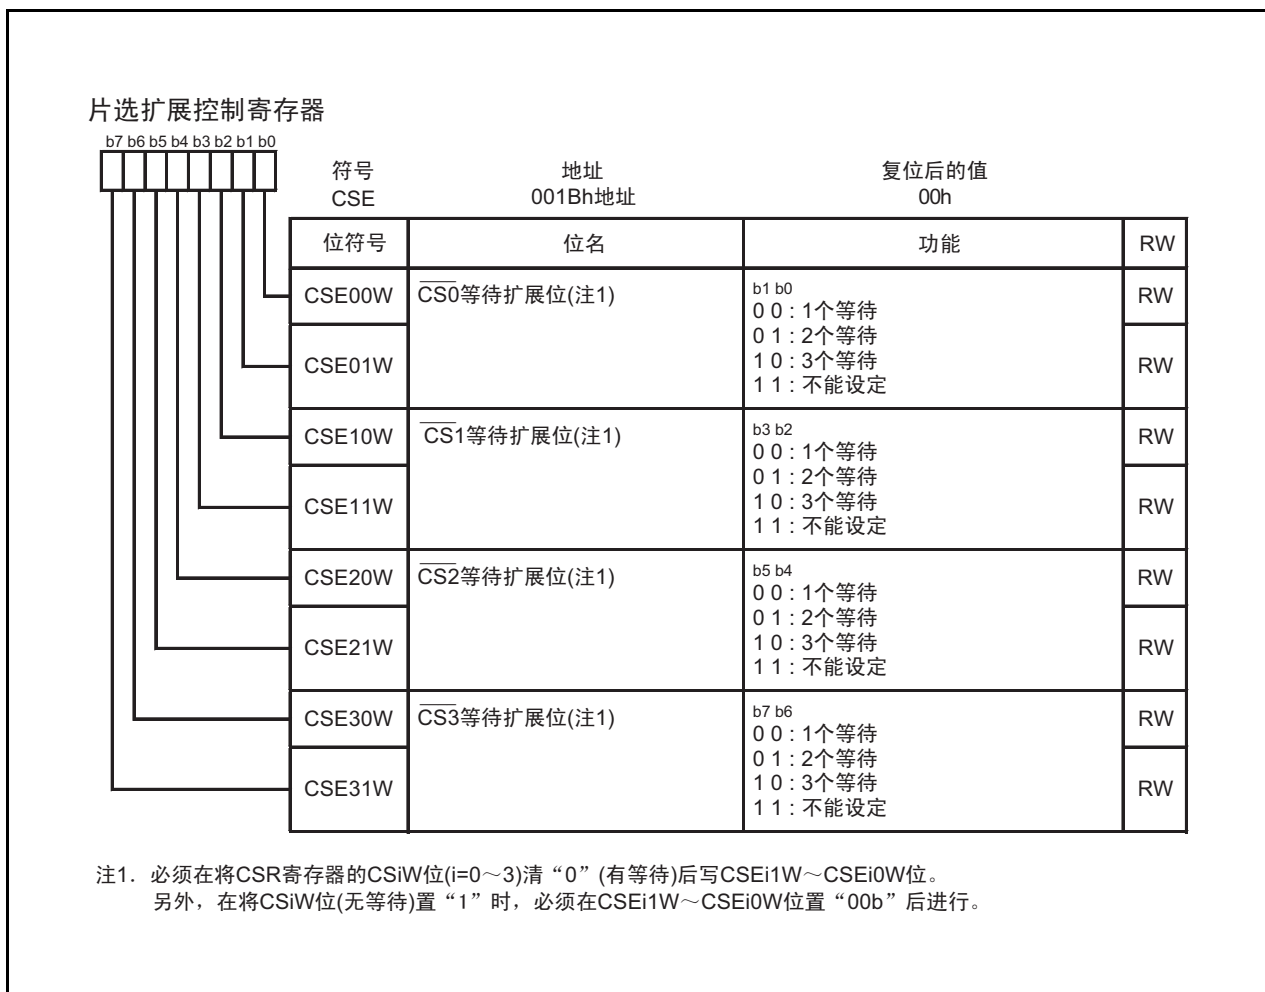 片选扩展控制寄存器
b7 b6 b5 b4 b3 b2 b1 b0
符号 地址 复位后的值
CSE 001Bh地址 00h
位符号 位名 功能 RW
CSE00W CS0等待扩展位(注1) b1 b0 RW
0 0 : 1个等待
0 1 : 2个等待
CSE01W 1 0 : 3个等待 RW
1 1 : 不能设定
CSE10W CS1等待扩展位(注1) b3 b2 RW
0 0 : 1个等待
0 1 : 2个等待
CSE11W 1 0 : 3个等待 RW
1 1 : 不能设定
CSE20W CS2等待扩展位(注1) b5 b4 RW
0 0 : 1个等待
0 1 : 2个等待
CSE21W 1 0 : 3个等待 RW
1 1 : 不能设定
CSE30W CS3等待扩展位(注1) b7 b6 RW
0 0 : 1个等待
0 1 : 2个等待
CSE31W 1 0 : 3个等待 RW
1 1 : 不能设定
注1. 必须在将CSR寄存器的CSiW位(i=0～3)清“0”(有等待)后写CSEi1W～CSEi0W位。
另外，在将CSiW位(无等待)置“1”时，必须在CSEi1W～CSEi0W位置“00b”后进行。